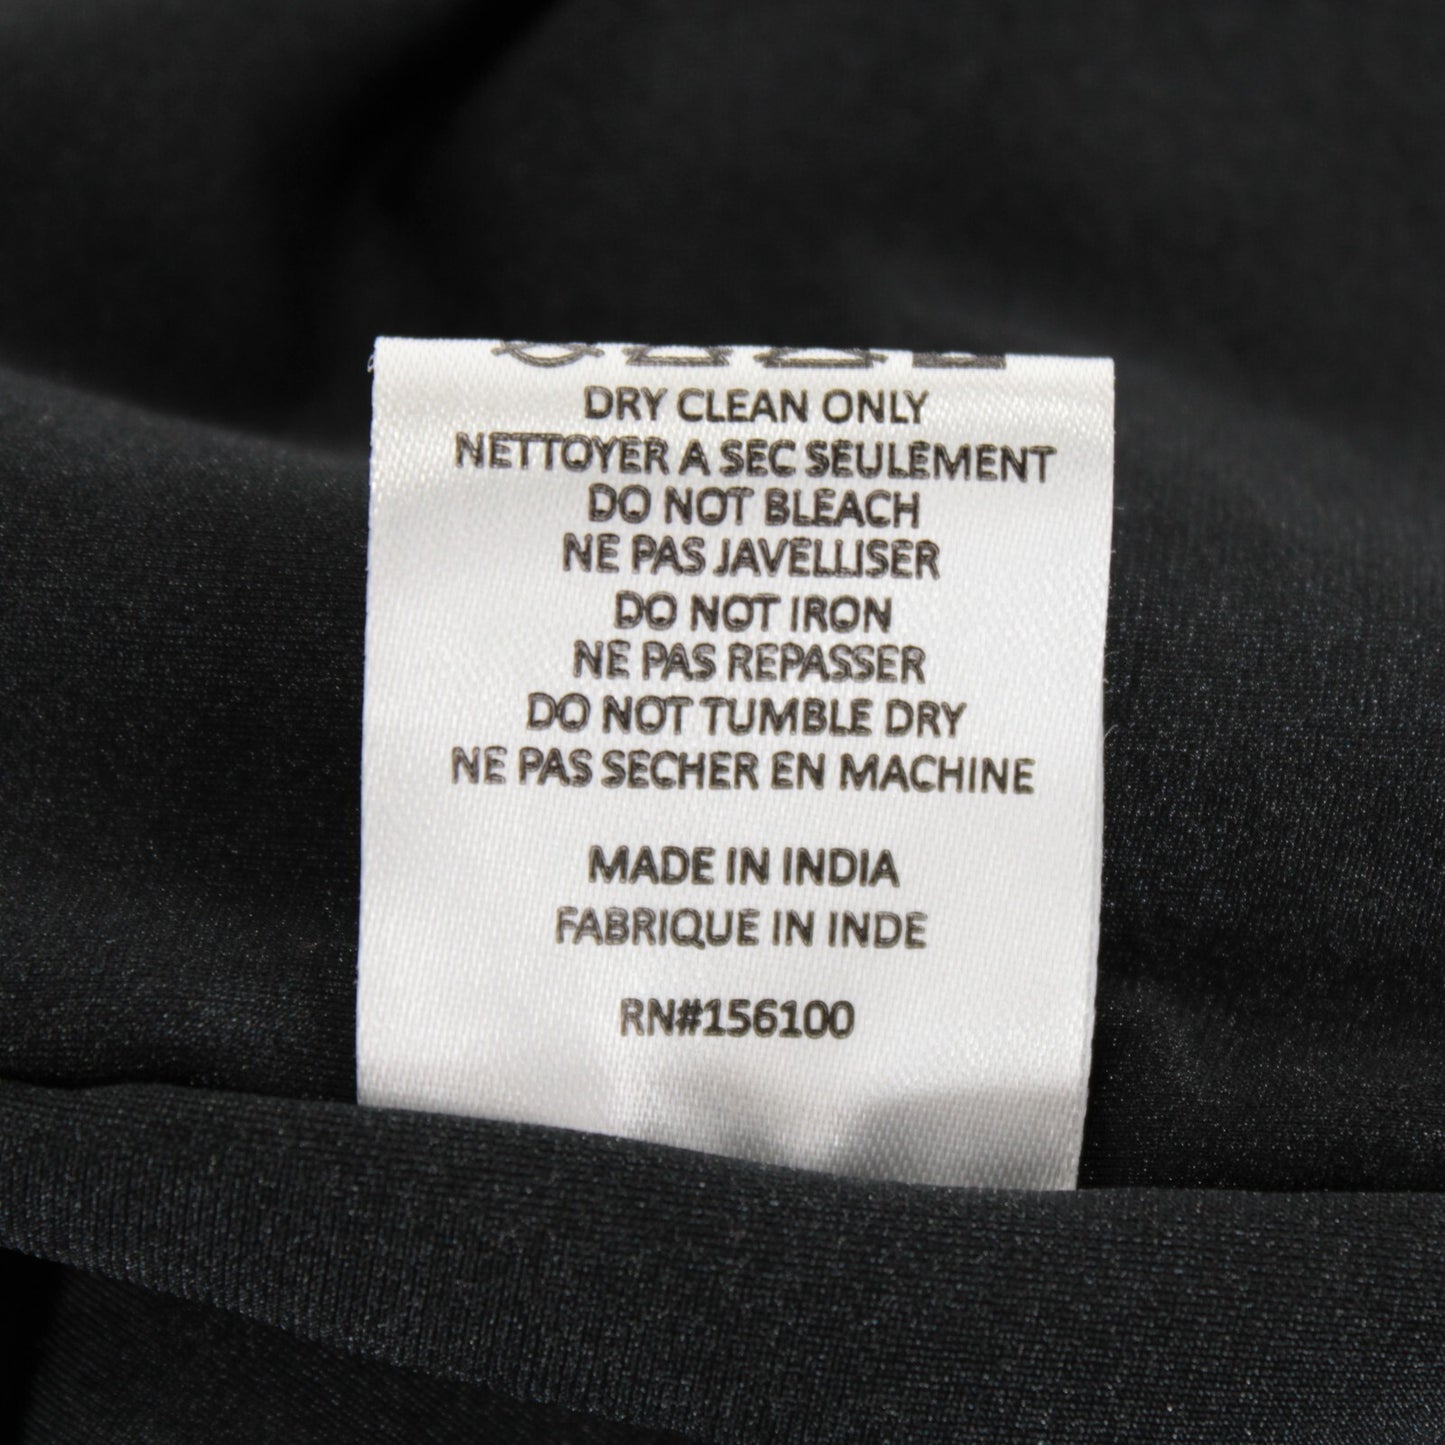 DRY CLEAN ONLY
NETTOYER A SEC SEULEMENT
DO NOT BLEACH
NE PAS JAVELLISER
DO NOT IRON
NE PAS REPASSER
DO NOT TUMBLE DRY
NE PAS SECHER EN MACHINE
MADE IN INDIA
FABRIQUE IN INDE
RN#156100